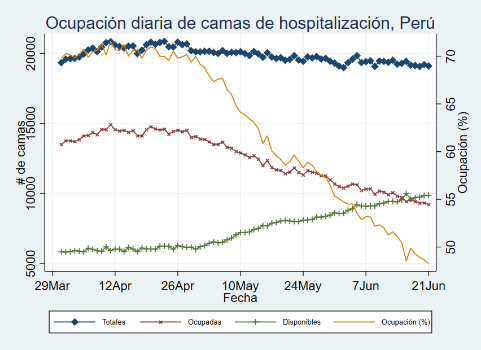 Ocupación diaria de camas de hospitalización, Perú
# de camas
20000
15000
10000
5000
Ocupación (%)
70
65
60
55
50
29Mar 12Apr 26Apr 10May 24May 7Jun 21Jun
Fecha
Totales Ocupadas Disponibles Ocupación (%)